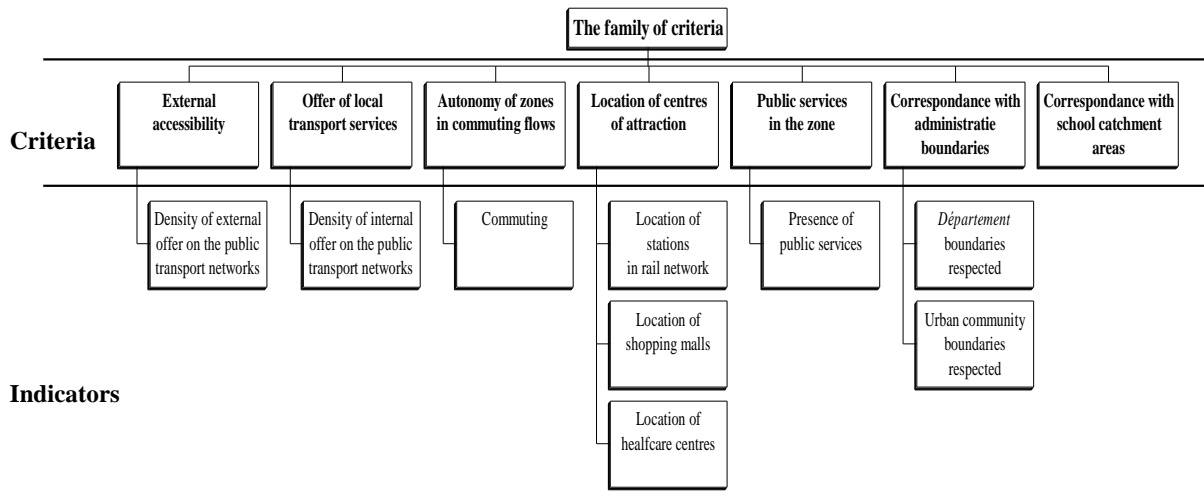 The family of criteria
External
accessibility
Offer of local
transport services
Autonomy of zones
in commuting flows
Location of centres
of attraction
Public services
in the zone
Correspondance with
administratie
boundaries
Correspondance with
school catchment
areas
Criteria
Density of external
offer on the public
transport networks
Density of internal
offer on the public
transport networks
Commuting
Location of
stations
in rail network
Presence of
public services
Département
boundaries
respected
Location of
shopping malls
Urban community
boundaries
respected
Indicators
Location of
healfcare centres